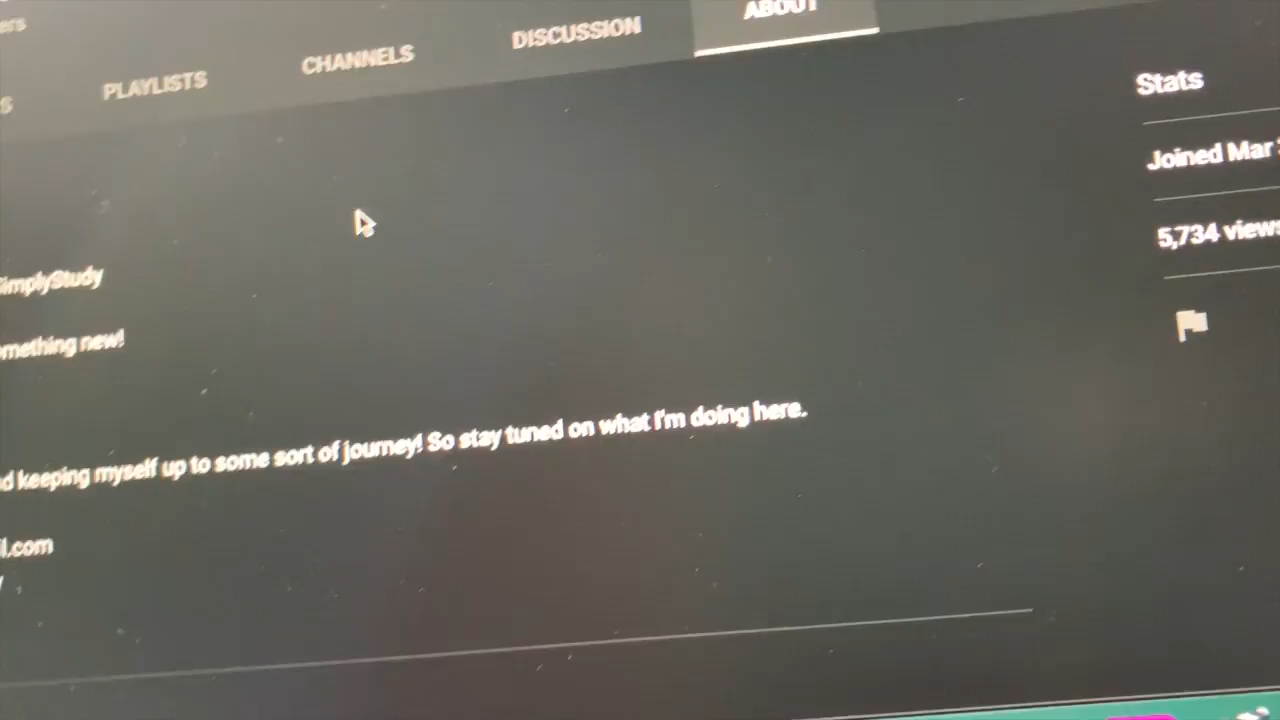 PLAYLISTS CHANNELS DISCUSSION ABOUT
Stats
Joined Mar
5,734 views
SimplyStudy
something new!
keeping myself up to some sort of journey! So stay tuned on what I'm doing here.
l.com